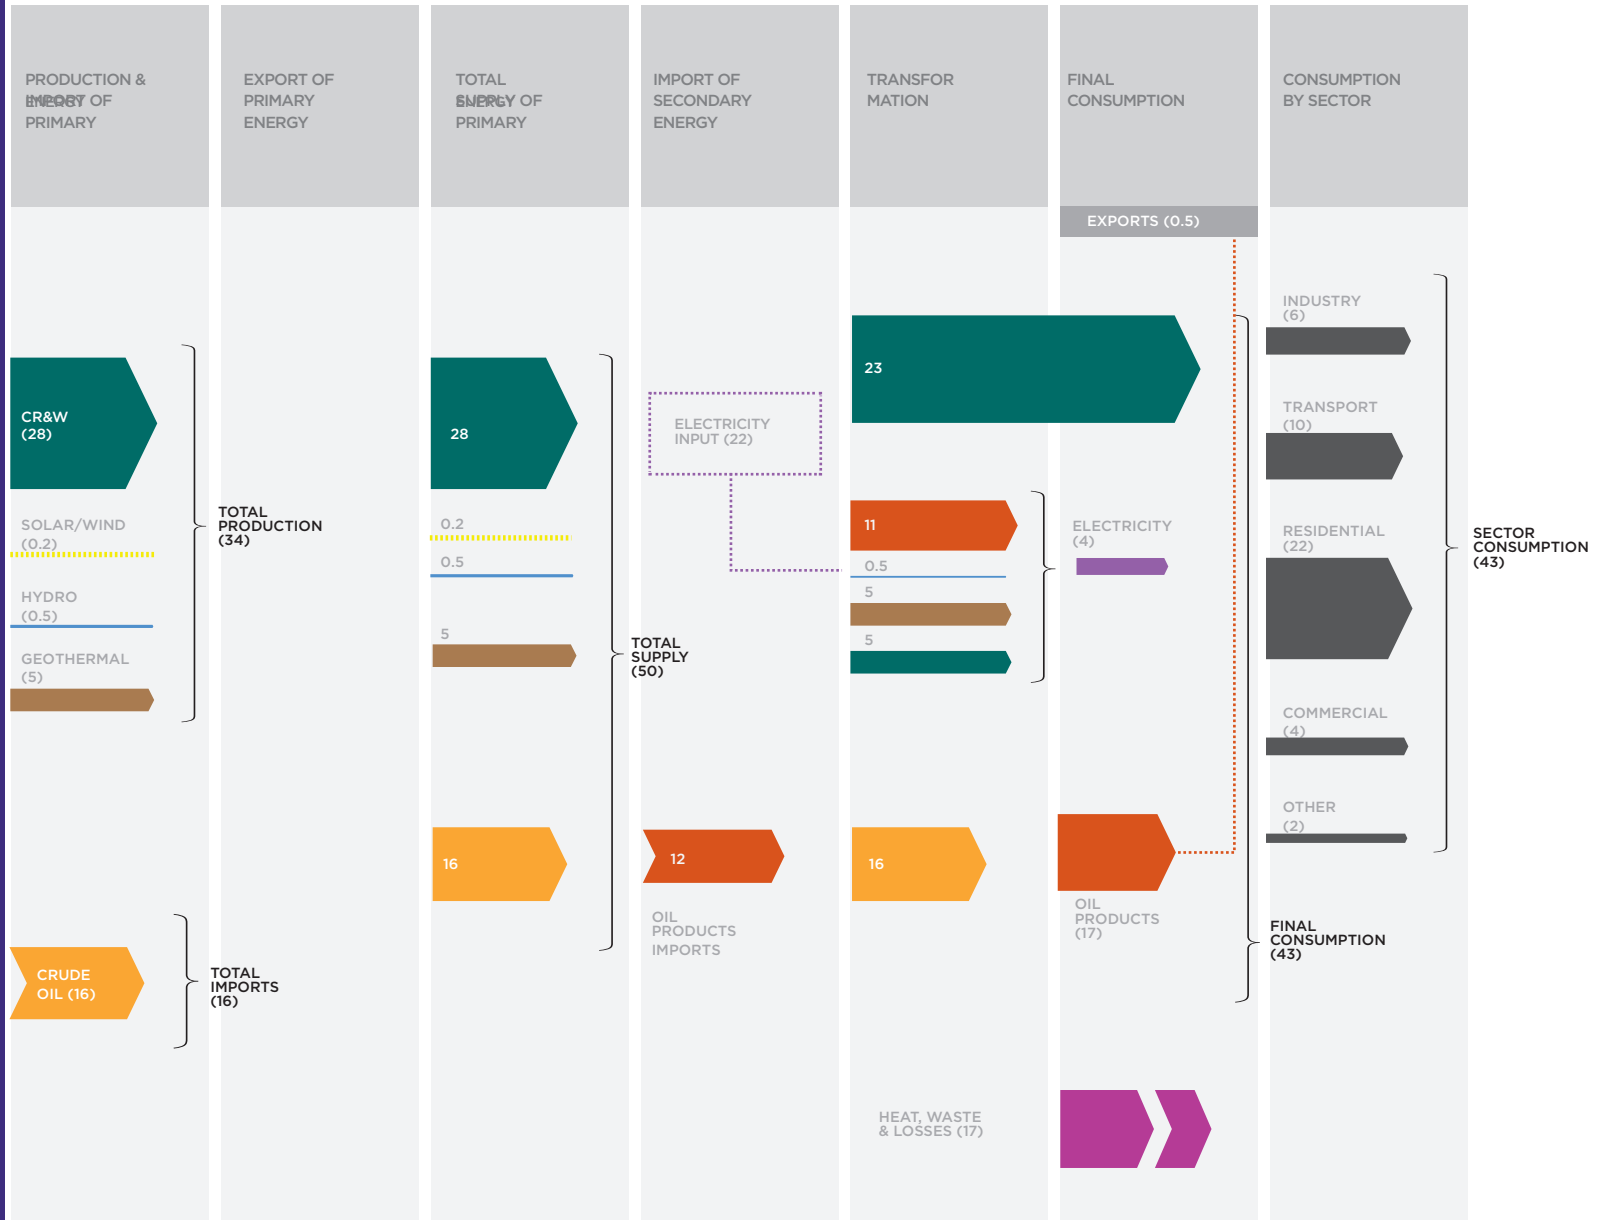 PRODUCTION &
IMPORT OF
ENERGY
PRIMARY
EXPORT OF
PRIMARY
ENERGY
TOTAL
SUPPLY OF
ENERGY
PRIMARY
IMPORT OF
SECONDARY
ENERGY
TRANSFOR
MATION
FINAL
CONSUMPTION
CONSUMPTION
BY SECTOR
EXPORTS (0.5)
CR&W
(28)
SOLAR/WIND
(0.2)
HYDRO
(0.5)
GEOTHERMAL
(5)
TOTAL
PRODUCTION
(34)
CRUDE
OIL (16)
TOTAL
IMPORTS
(16)
28
0.2
0.5
5
16
TOTAL
SUPPLY
(50)
ELECTRICITY
INPUT (22)
12
OIL
PRODUCTS
IMPORTS
23
11
0.5
5
5
16
HEAT, WASTE
& LOSSES (17)
ELECTRICITY
(4)
OIL
PRODUCTS
(17)
FINAL
CONSUMPTION
(43)
INDUSTRY
(6)
TRANSPORT
(10)
RESIDENTIAL
(22)
COMMERCIAL
(4)
OTHER
(2)
SECTOR
CONSUMPTION
(43)